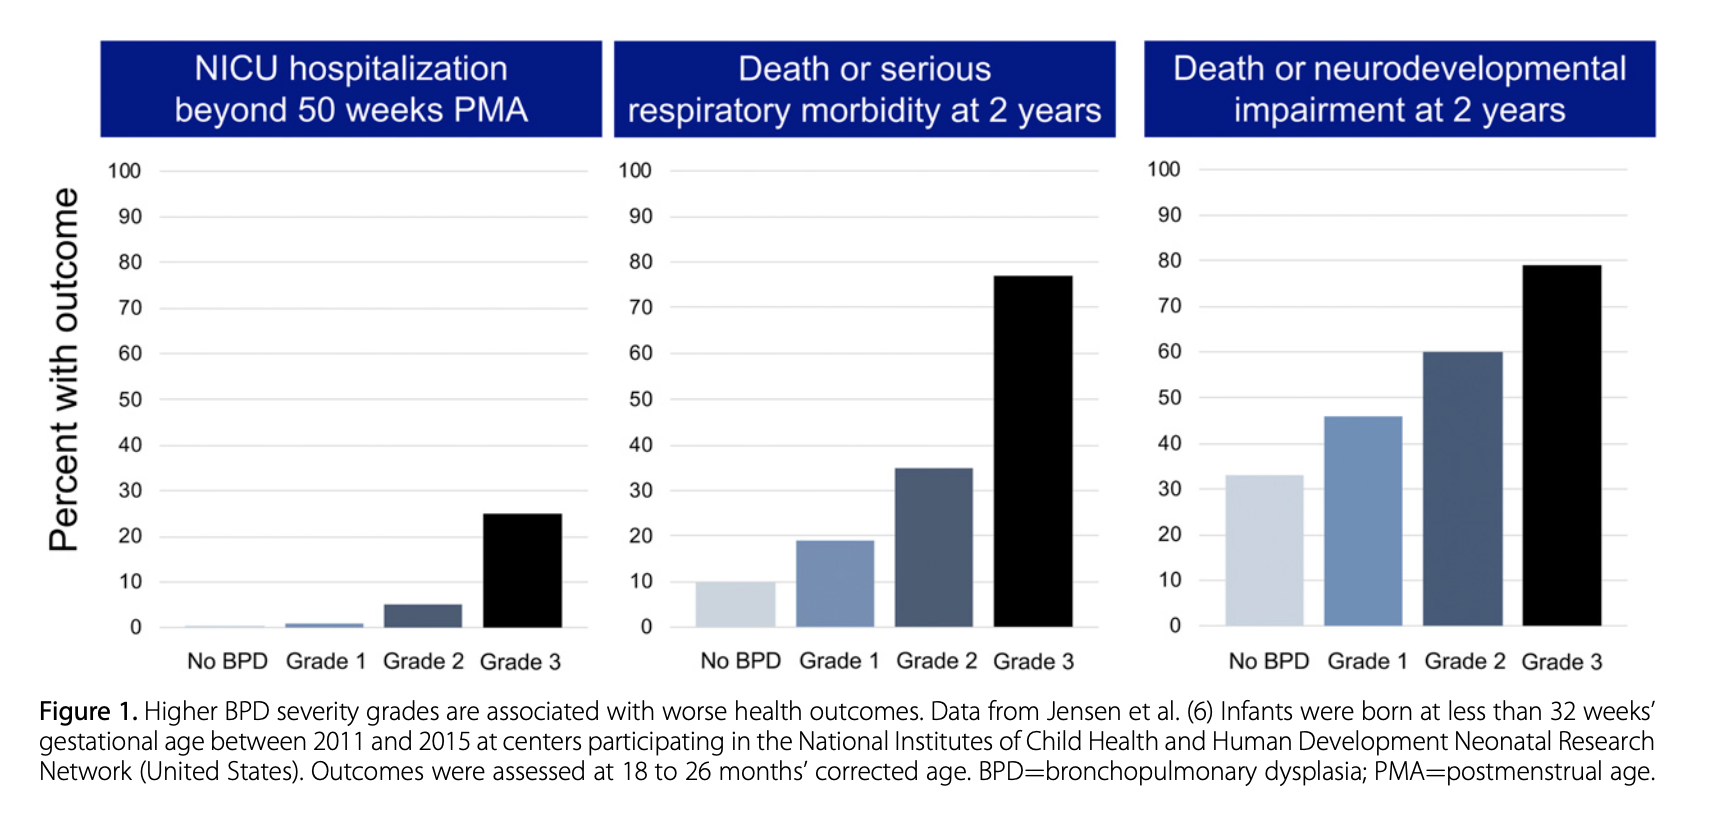 NICU hospitalization
beyond 50 weeks PMA
Death or serious
respiratory morbidity at 2 years
Death or neurodevelopmental
impairment at 2 years
Percent with outcome
100
90
80
70
60
50
40
30
20
10
0
No BPD Grade 1 Grade 2 Grade 3
100
90
80
70
60
50
40
30
20
10
0
No BPD Grade 1 Grade 2 Grade 3
100
90
80
70
60
50
40
30
20
10
0
No BPD Grade 1 Grade 2 Grade 3
Figure 1. Higher BPD severity grades are associated with worse health outcomes. Data from Jensen et al. (6) Infants were born at less than 32 weeks’
gestational age between 2011 and 2015 at centers participating in the National Institutes of Child Health and Human Development Neonatal Research
Network (United States). Outcomes were assessed at 18 to 26 months’ corrected age. BPD=bronchopulmonary dysplasia; PMA=postmenstrual age.